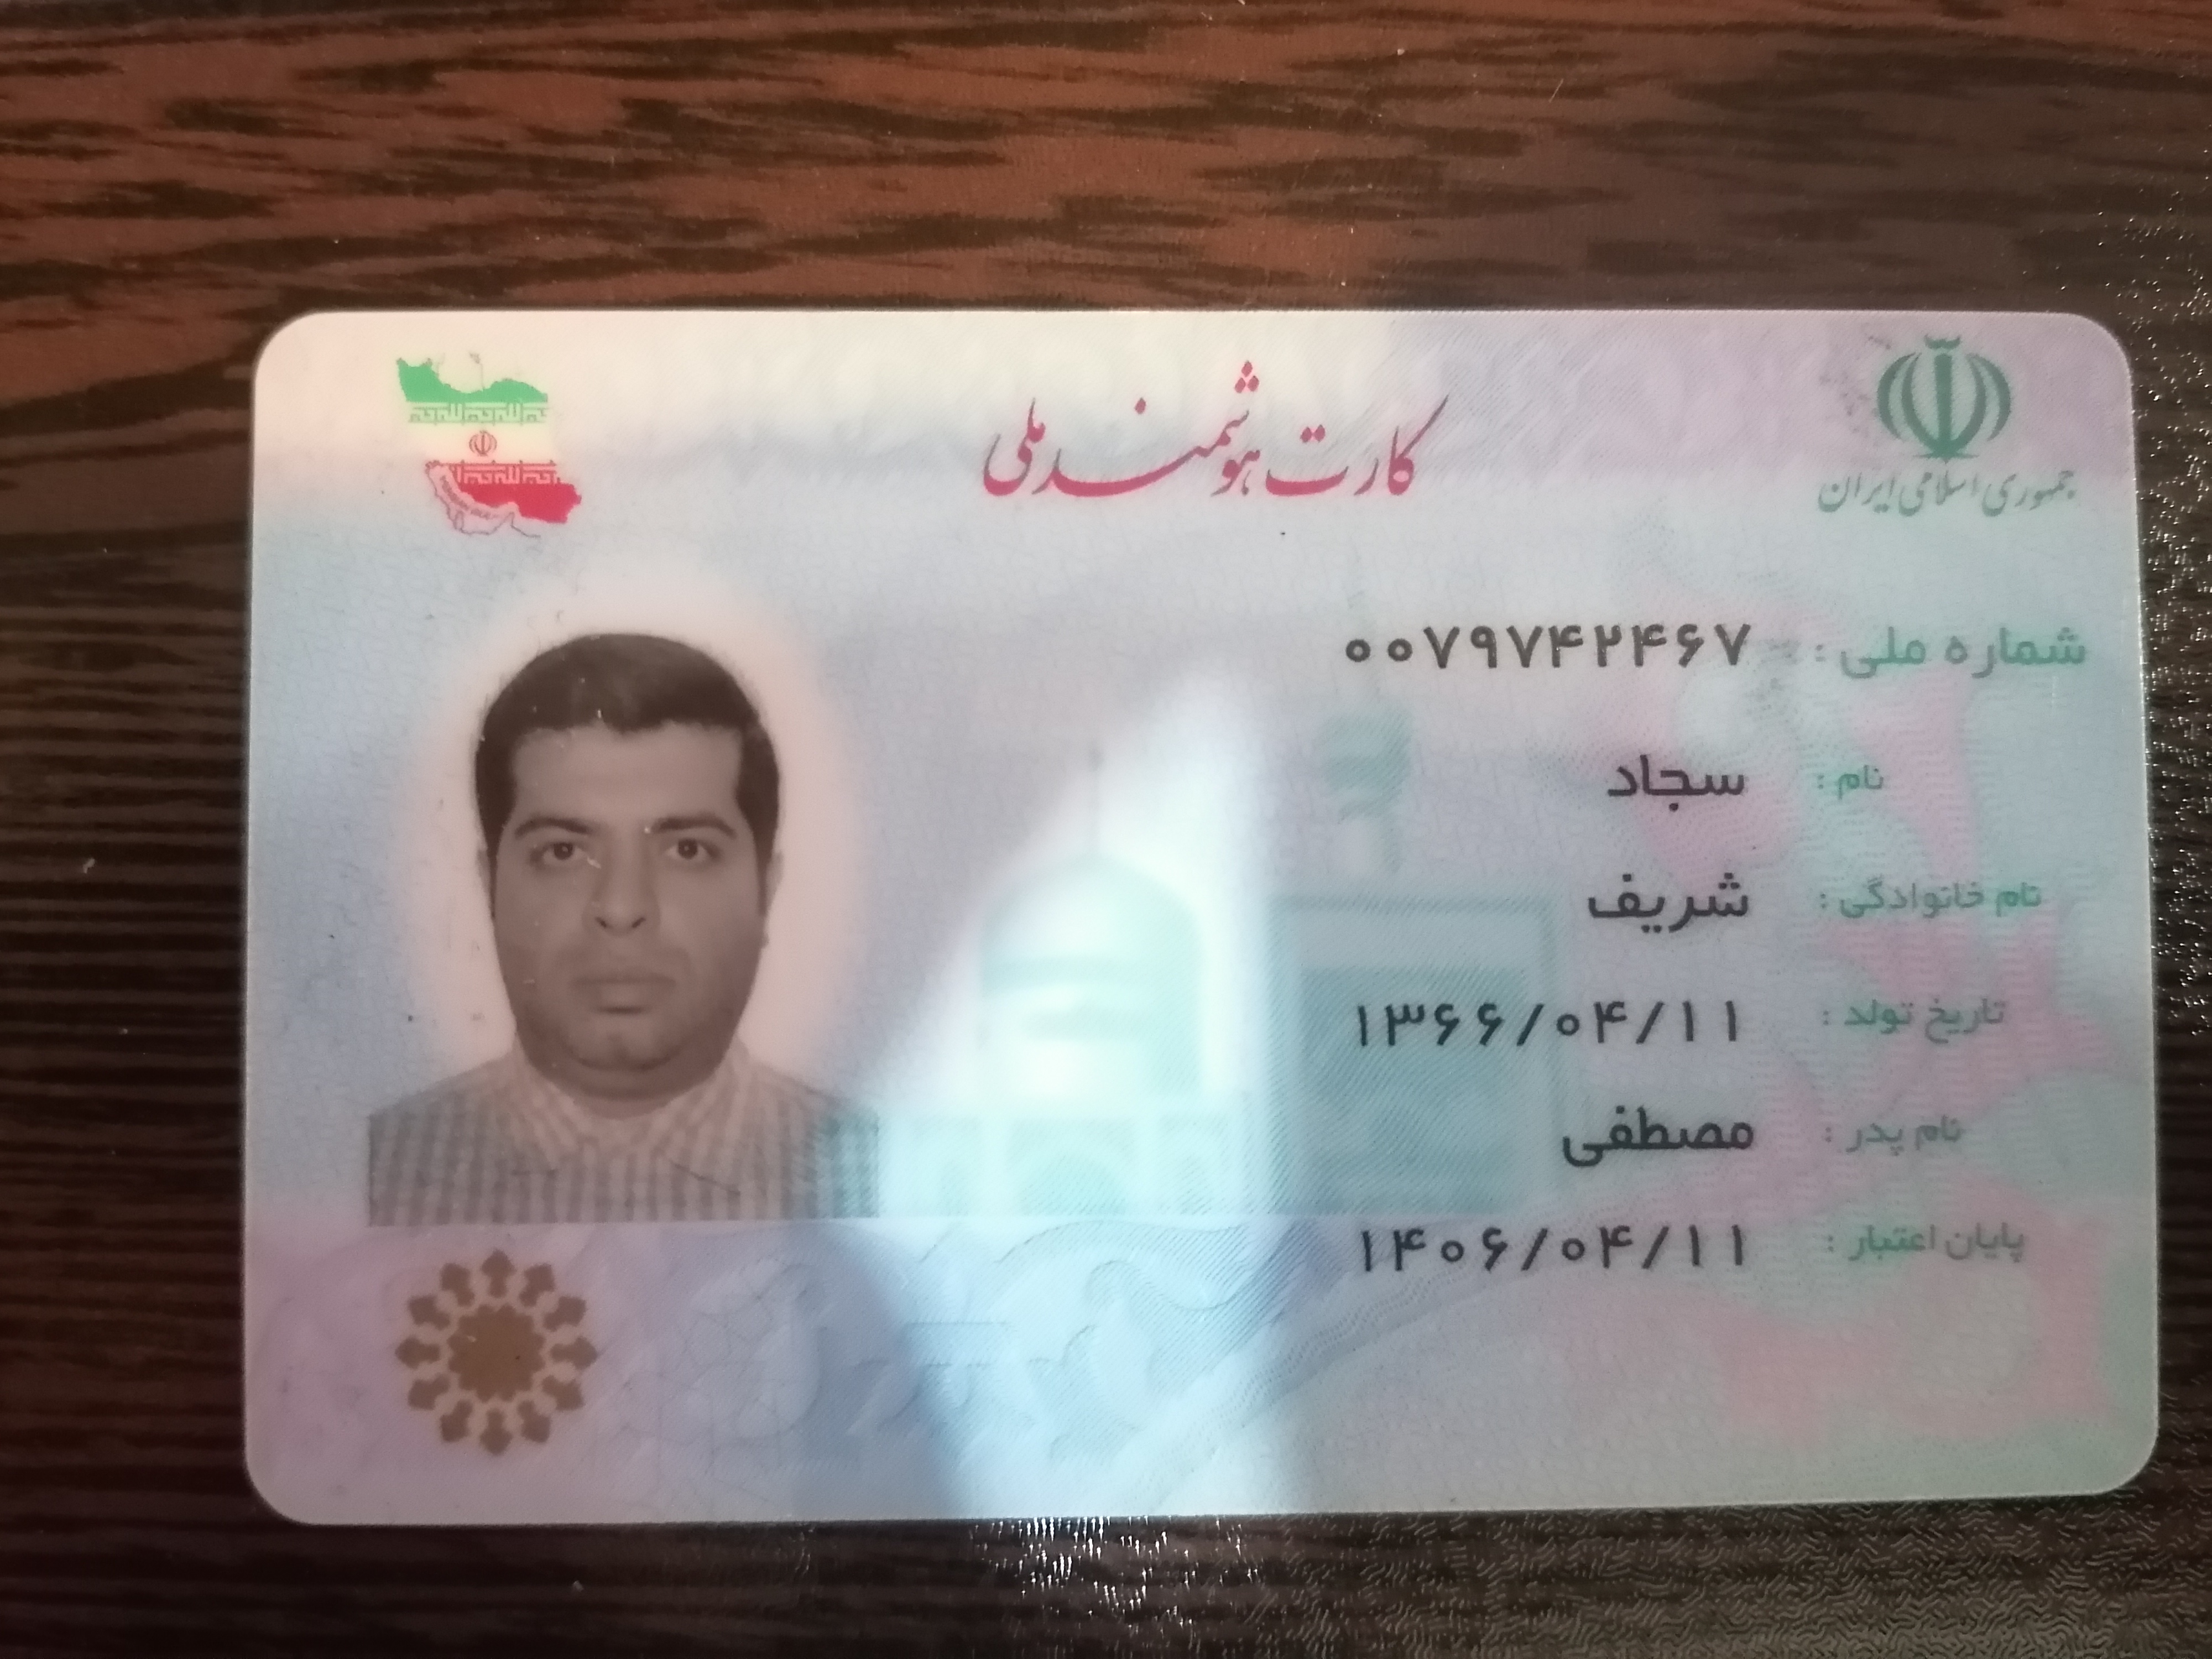 جمهوری اسلامی ایران
کارت هوشمند ملی
شماره ملی : ۰۰۷۹۷۴۲۴۶۷
نام : سجاد
نام خانوادگی : شریف
تاریخ تولد : ۱۳۶۶/۰۴/۱۱
نام پدر : مصطفی
پایان اعتبار : ۱۴۰۶/۰۴/۱۱